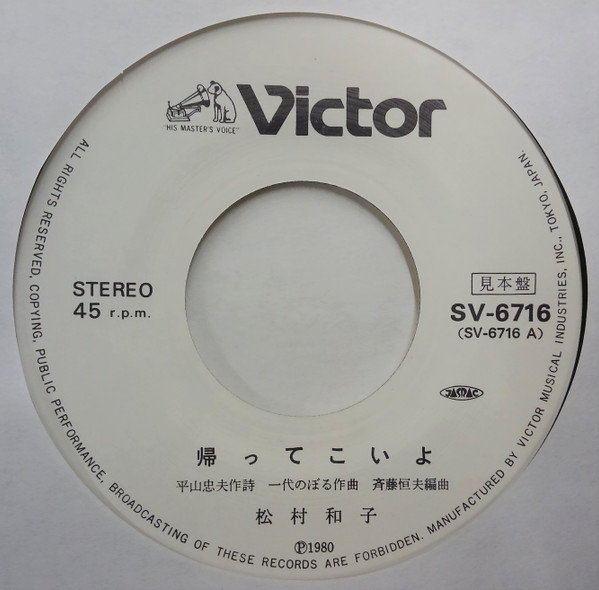 "HIS MASTER'S VOICE"
Victor
STEREO
45 r.p.m.
見本盤
SV-6716
(SV-6716 A)
JASRAC
帰ってこいよ
平山忠夫作詩 一代のぼる作曲 斉藤恒夫編曲
松村和子
Ⓟ1980
ALL RIGHTS RESERVED, COPYING, PUBLIC PERFORMANCE, BROADCASTING OF THESE RECORDS ARE FORBIDDEN. MANUFACTURED BY VICTOR MUSICAL INDUSTRIES, INC., TOKYO, JAPAN.